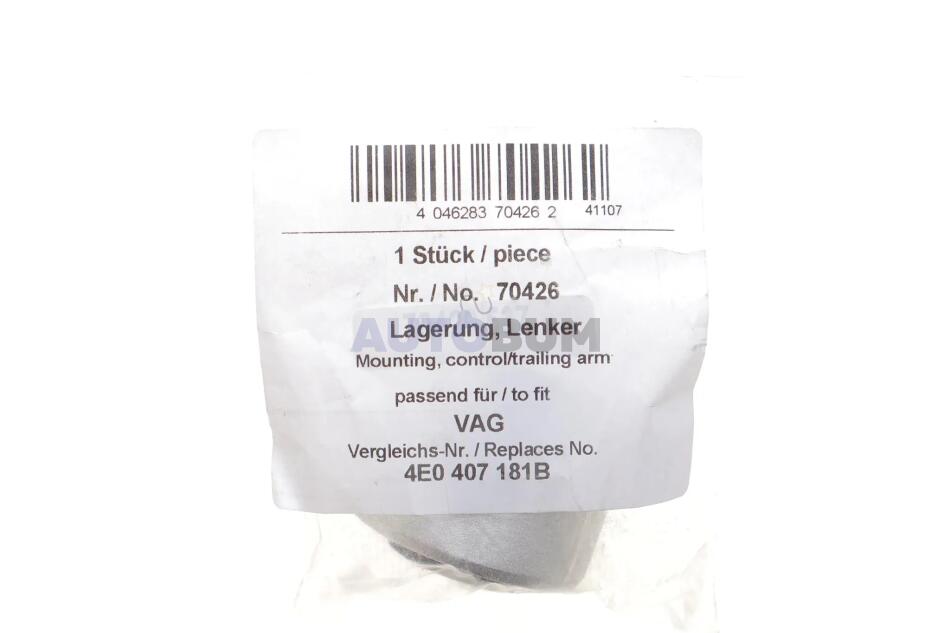 4 046283 70426 2 41107
1 Stück / piece
Nr. / No. 70426
Lagerung, Lenker
AUTOBUM
Mounting, control/trailing arm
passend für / to fit
VAG
Vergleichs-Nr. / Replaces No.
4E0 407 181B